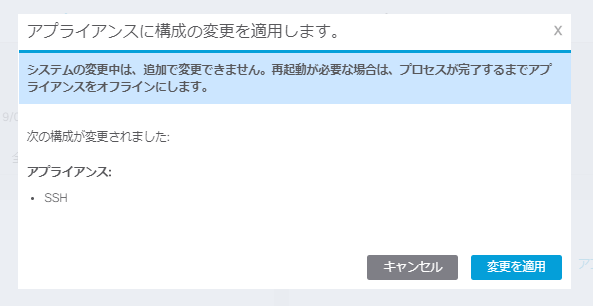 アプライアンスに構成の変更を適用します。
x
システムの変更中は、追加で変更できません。再起動が必要な場合は、プロセスが完了するまでアプ
ライアンスをオフラインにします。
次の構成が変更されました:
アプライアンス:
• SSH
キャンセル
変更を適用